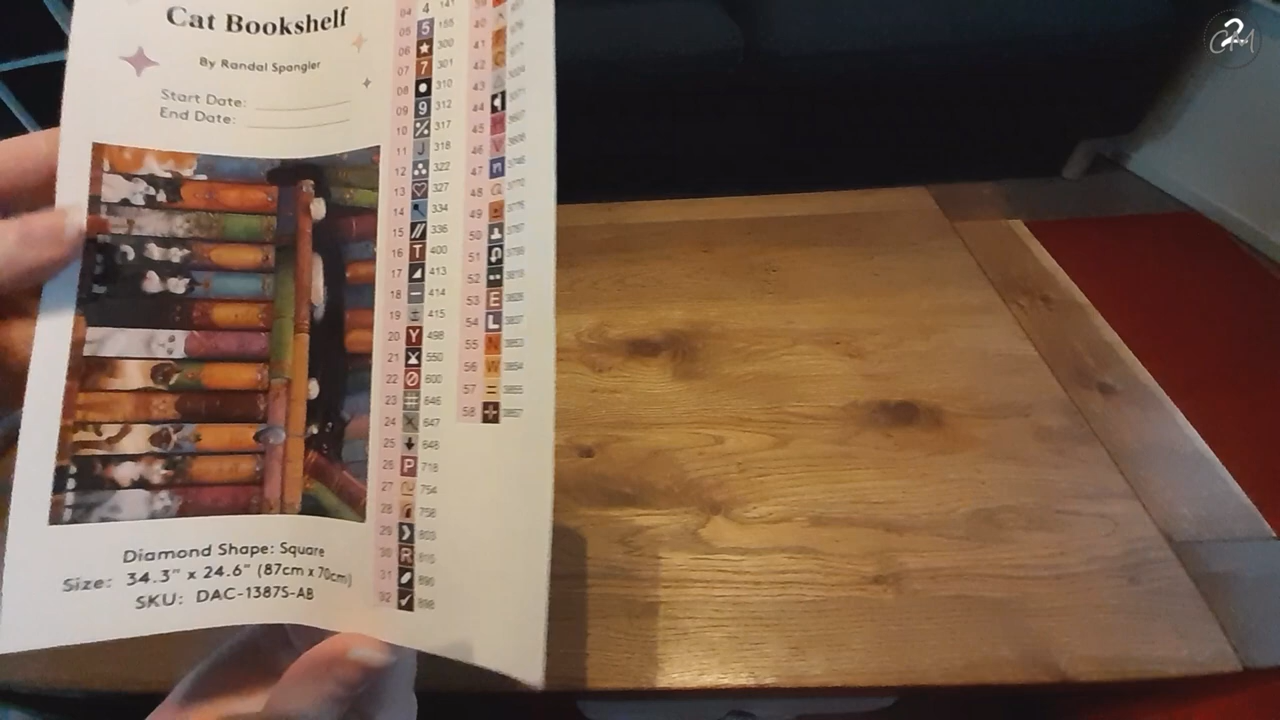 Cat Bookshelf
By Randal Spangler
Start Date:
End Date:
Diamond Shape: Square
Size: 34.3" x 24.6" (87cm x 70cm)
SKU: DAC-1387S-AB
04 4 141
05 5 155
06 300
07 7 301
08 310
09 9 312
10 317
11 J 318
12 322
13 327
14 334
15 // 336
16 T 400
17 413
18 414
19 415
20 Y 498
21 550
22 600
23 # 646
24 647
25 648
26 P 718
27 754
28 758
29 803
30 R
31 890
32 ✓ 898
40
41
42
43
44
45
46 V
47 n
48
49
50
51
52
53 E
54 L
55 N
56 W
57 =
58
CM